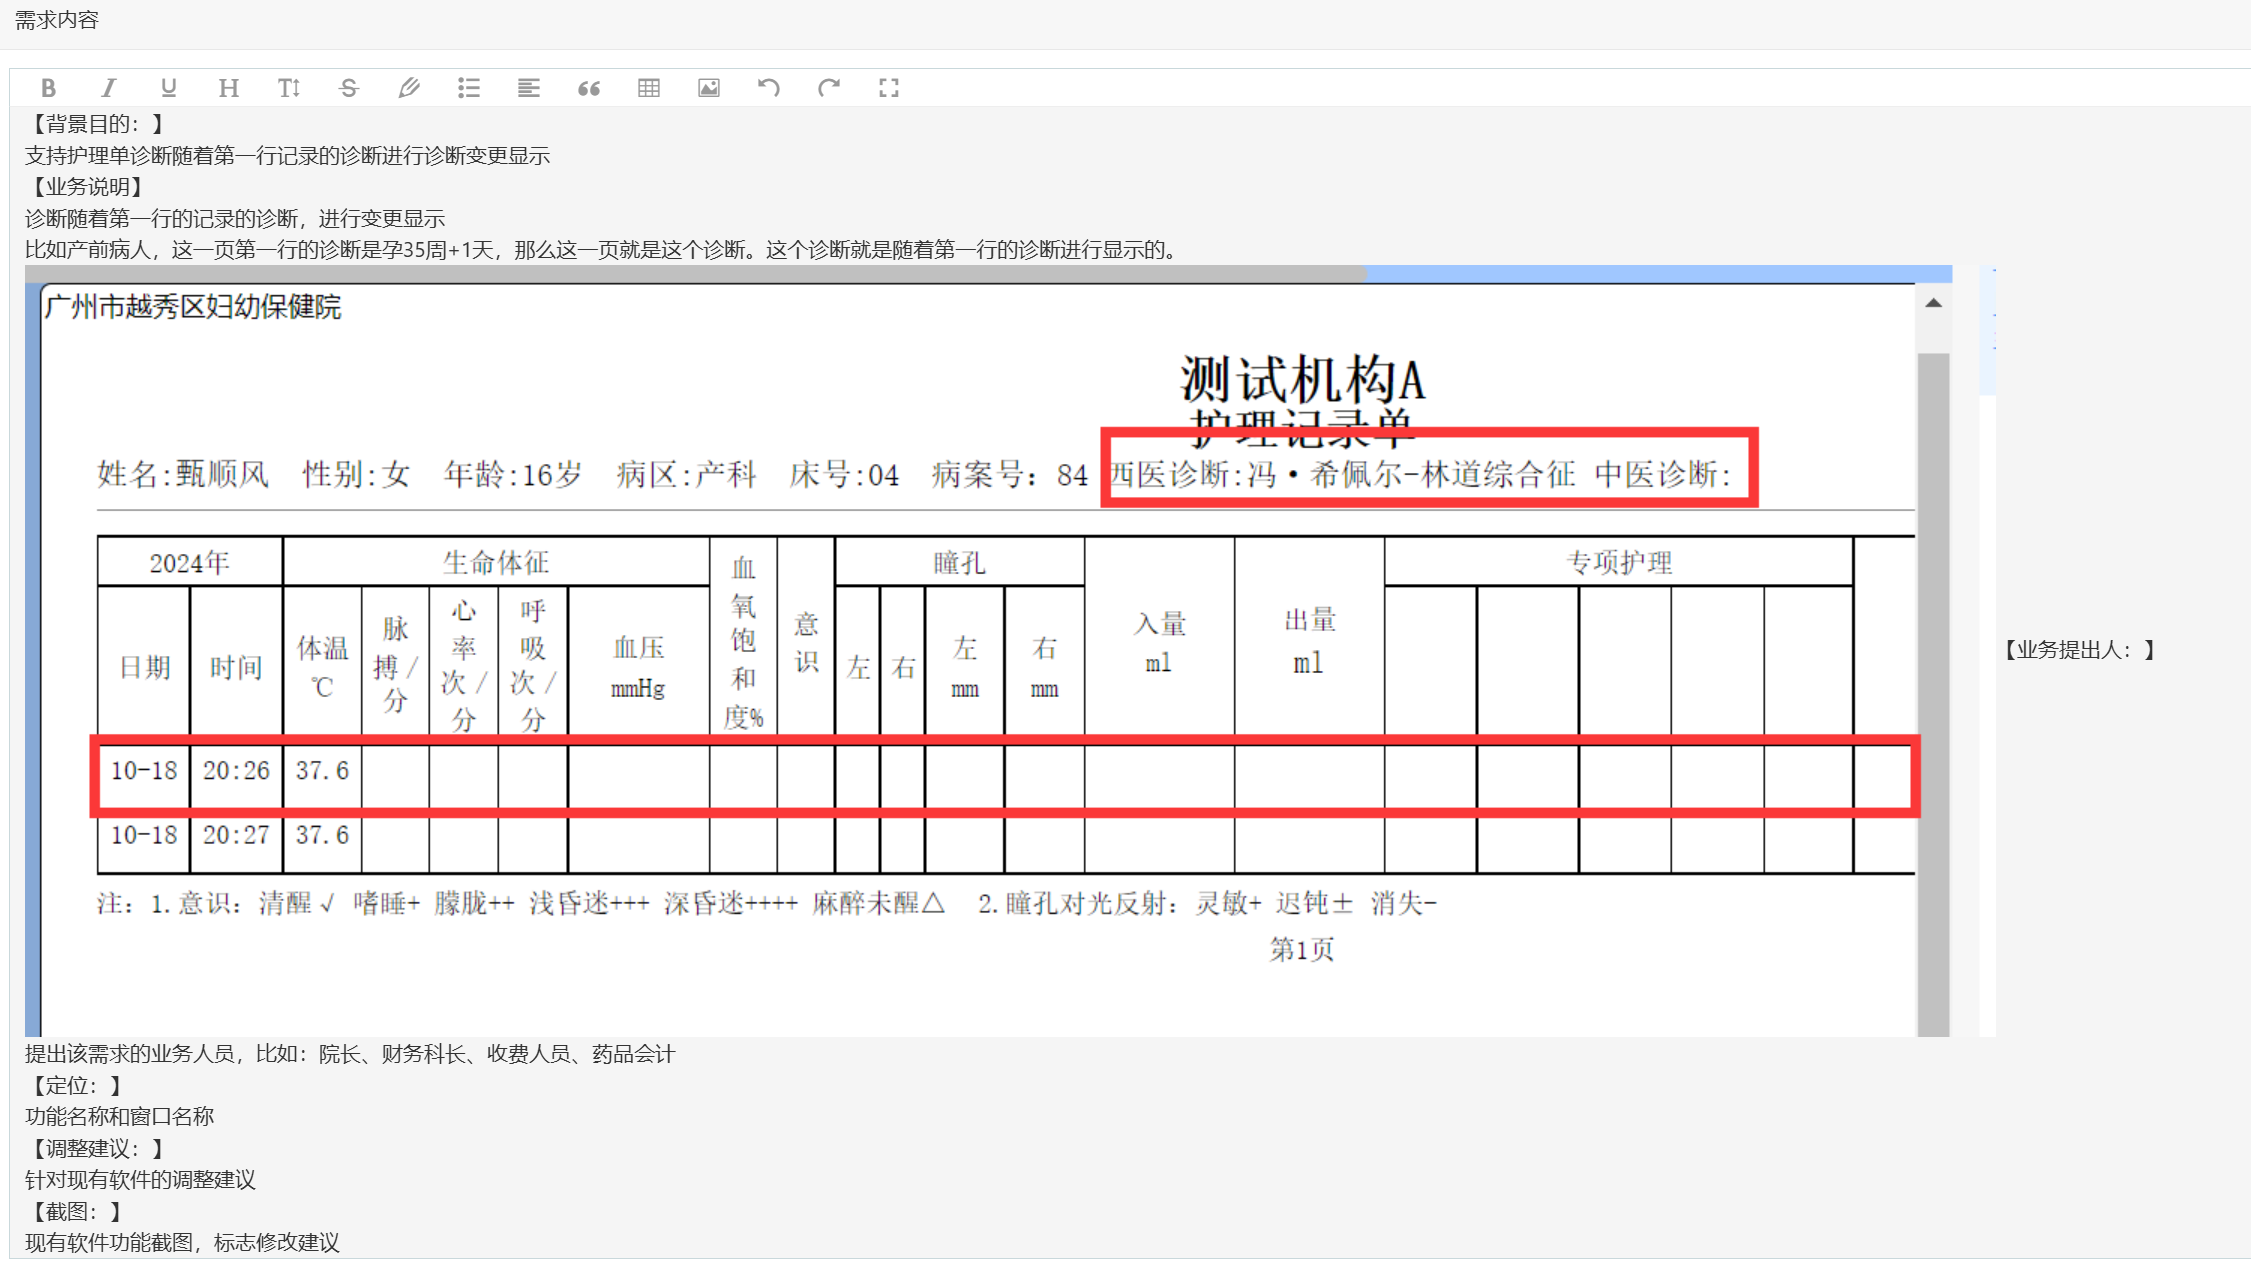 需求内容
B I U H T S
【背景目的：】
支持护理单诊断随着第一行记录的诊断进行诊断变更显示
【业务说明】
诊断随着第一行的记录的诊断，进行变更显示
比如产前病人，这一页第一行的诊断是孕35周+1天，那么这一页就是这个诊断。这个诊断就是随着第一行的诊断进行显示的。
广州市越秀区妇幼保健院
测试机构A
护理记录单
姓名:甄顺风 性别:女 年龄:16岁 病区:产科 床号:04 病案号：84 西医诊断:冯·希佩尔-林道综合征 中医诊断:
2024年 生命体征 血氧饱和度% 意识 瞳孔 入量ml 出量ml 专项护理
日期 时间 体温℃ 脉搏/分 心率次/分 呼吸次/分 血压mmHg 左 右 左mm 右mm
10-18 20:26 37.6
10-18 20:27 37.6
注：1.意识：清醒√ 嗜睡+ 朦胧++ 浅昏迷+++ 深昏迷++++ 麻醉未醒△ 2.瞳孔对光反射：灵敏+ 迟钝± 消失-
第1页
【业务提出人：】
提出该需求的业务人员，比如：院长、财务科长、收费人员、药品会计
【定位：】
功能名称和窗口名称
【调整建议：】
针对现有软件的调整建议
【截图：】
现有软件功能截图，标志修改建议